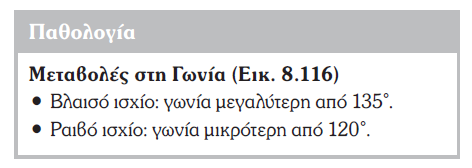 Παθολογία
Μεταβολές στη Γωνία (Εικ. 8.116)
• Βλαισό ισχίο: γωνία μεγαλύτερη από 135°.
• Ραιβό ισχίο: γωνία μικρότερη από 120°.